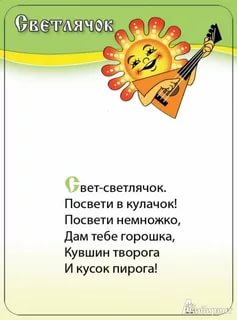 Светлячок
Свет-светлячок.
Посвети в кулачок!
Посвети немножко,
Дам тебе горошка,
Кувшин творога
И кусок пирога!